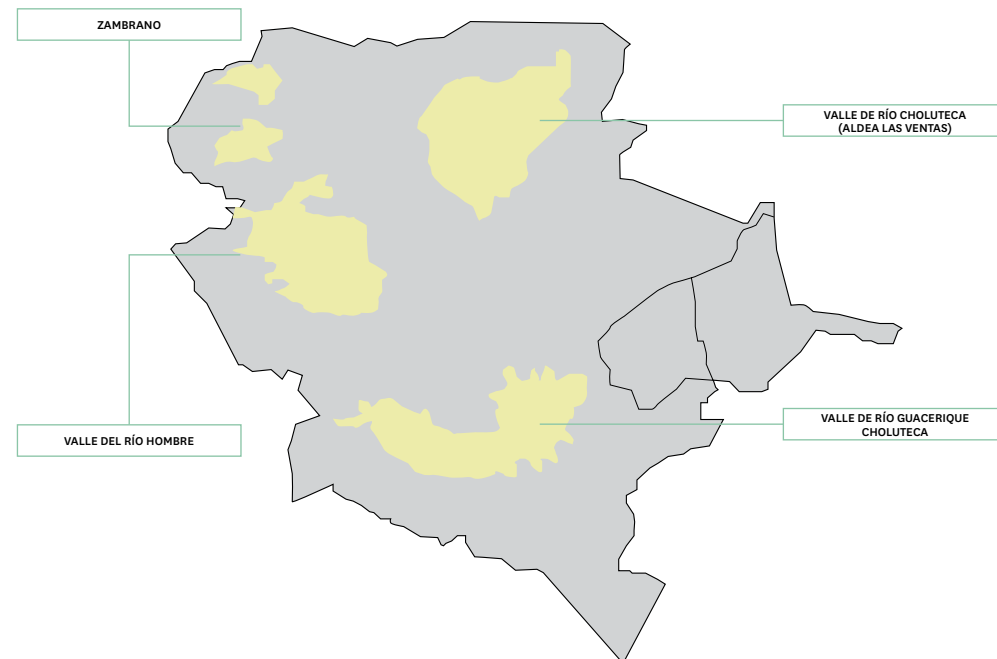 ZAMBRANO
VALLE DE RÍO CHOLUTECA
(ALDEA LAS VENTAS)
VALLE DEL RÍO HOMBRE
VALLE DE RÍO GUACERIQUE
CHOLUTECA